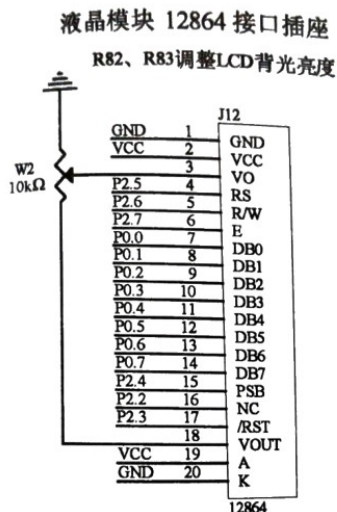 液晶模块 12864 接口插座
R82、R83调整LCD背光亮度
J12
GND 1 GND
VCC 2 VCC
3 VO
W2
10kΩ
P2.5 4 RS
P2.6 5 R/W
P2.7 6 E
P0.0 7 DB0
P0.1 8 DB1
P0.2 9 DB2
P0.3 10 DB3
P0.4 11 DB4
P0.5 12 DB5
P0.6 13 DB6
P0.7 14 DB7
P2.4 15 PSB
P2.2 16 NC
P2.3 17 /RST
18 VOUT
VCC 19 A
GND 20 K
12864